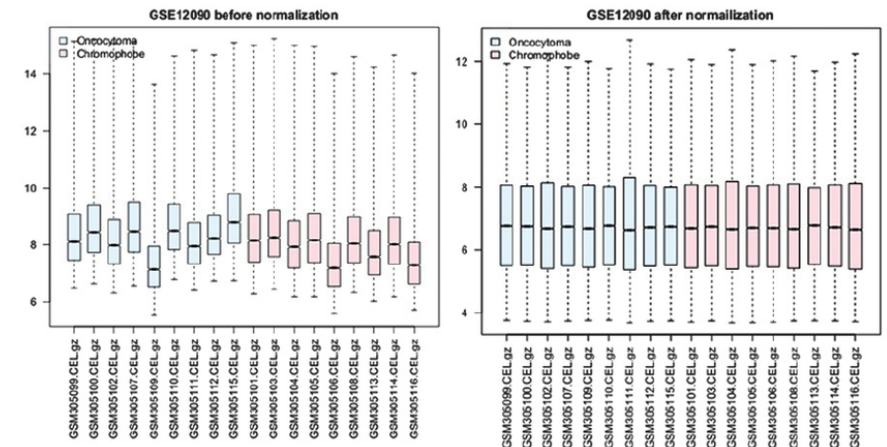 GSE12090 before normalization
Oncocytoma
Chromophobe
14
12
10
8
6
GSM305099.CEL.gz
GSM305100.CEL.gz
GSM305102.CEL.gz
GSM305107.CEL.gz
GSM305109.CEL.gz
GSM305110.CEL.gz
GSM305111.CEL.gz
GSM305112.CEL.gz
GSM305115.CEL.gz
GSM305101.CEL.gz
GSM305103.CEL.gz
GSM305104.CEL.gz
GSM305105.CEL.gz
GSM305106.CEL.gz
GSM305108.CEL.gz
GSM305113.CEL.gz
GSM305114.CEL.gz
GSM305116.CEL.gz
GSE12090 after normailization
Oncocytoma
Chromophobe
12
10
8
6
4
GSM305099.CEL.gz
GSM305100.CEL.gz
GSM305102.CEL.gz
GSM305107.CEL.gz
GSM305109.CEL.gz
GSM305110.CEL.gz
GSM305111.CEL.gz
GSM305112.CEL.gz
GSM305115.CEL.gz
GSM305101.CEL.gz
GSM305103.CEL.gz
GSM305104.CEL.gz
GSM305105.CEL.gz
GSM305106.CEL.gz
GSM305108.CEL.gz
GSM305113.CEL.gz
GSM305114.CEL.gz
GSM305116.CEL.gz